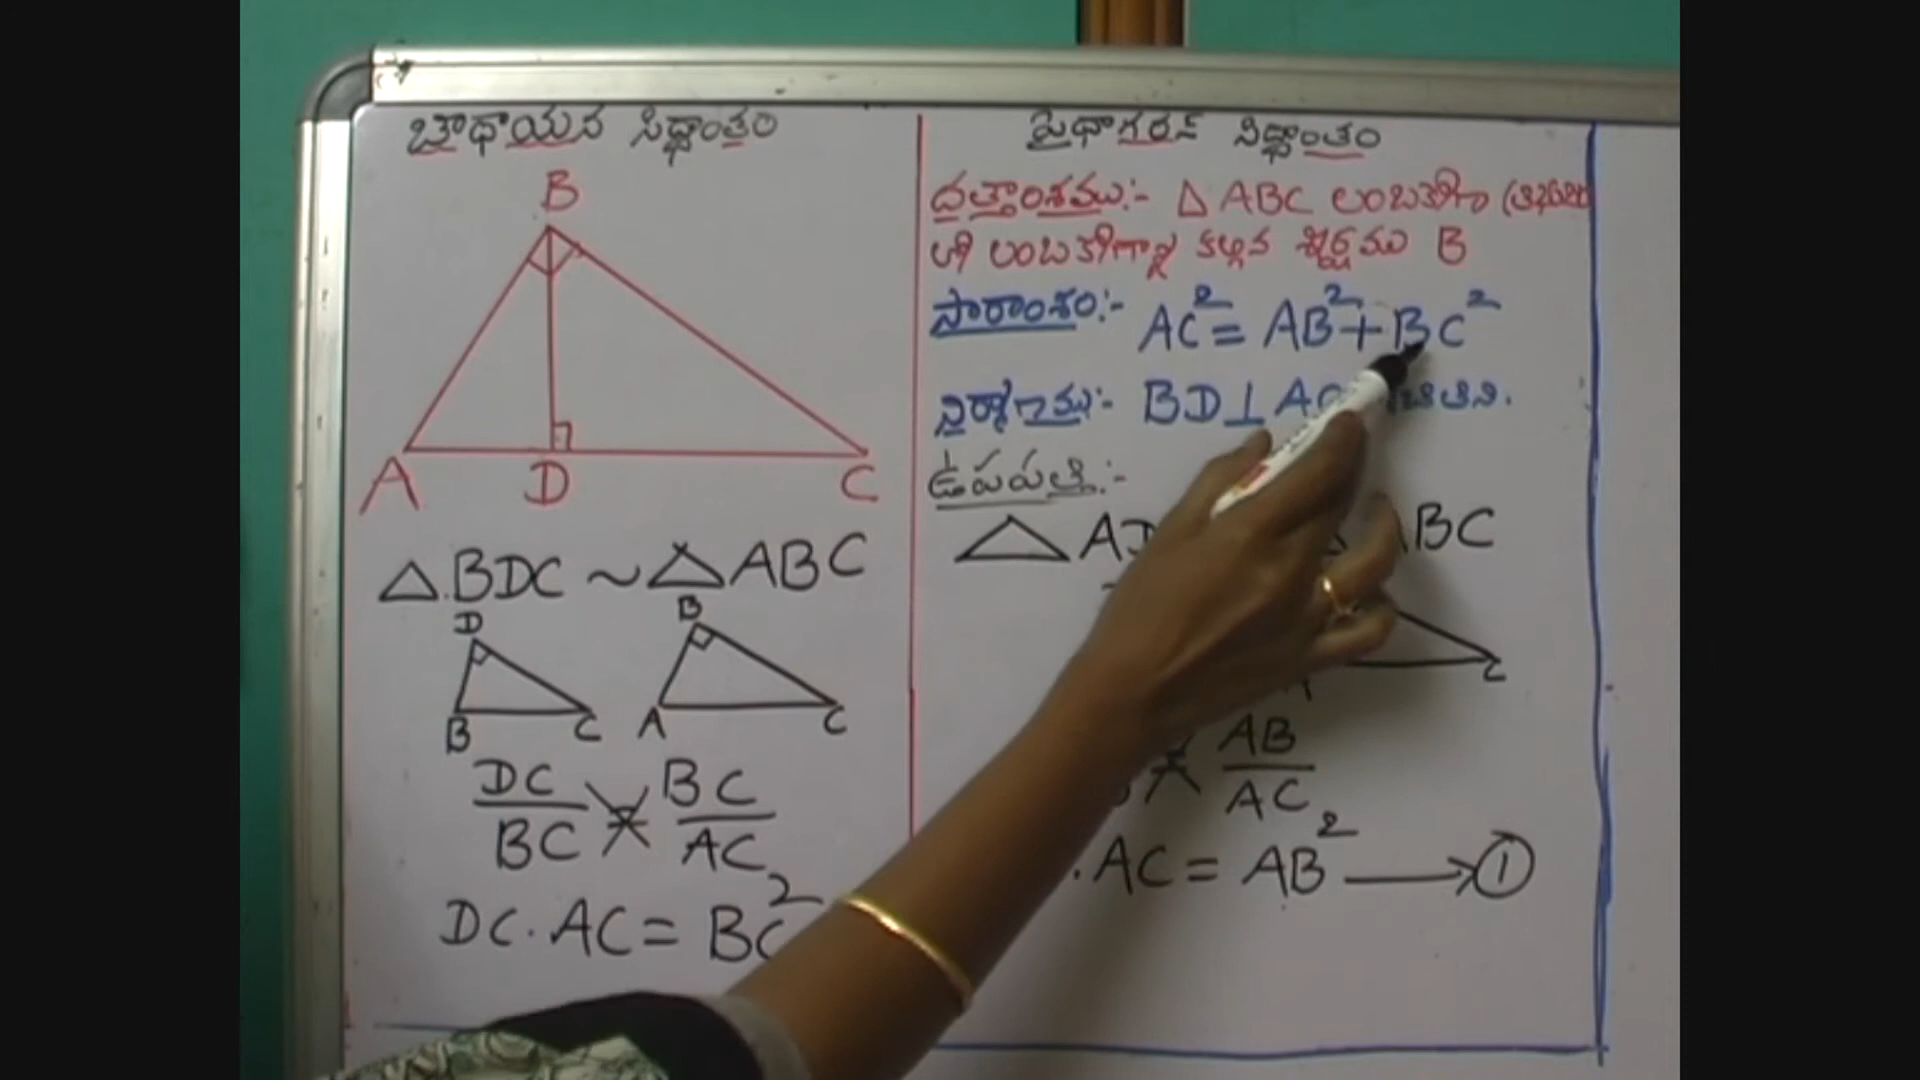 బౌధాయన సిద్ధాంతం
B
A D C
△ BDC ~ △ ABC
D B
B C A C
DC BC
BC AC
DC . AC = BC²
పైథాగరస్ సిద్ధాంతం
దత్తాంశము:- △ ABC లంబకోణ
లంబకోణాన్ని కల్గిన శీర్షము B
సారాంశం:- AC² = AB² + BC²
నిర్మాణము:- BD ⊥ AC
ఉపపత్తి:-
△ BC
C
AB
AC
. AC = AB² → ①